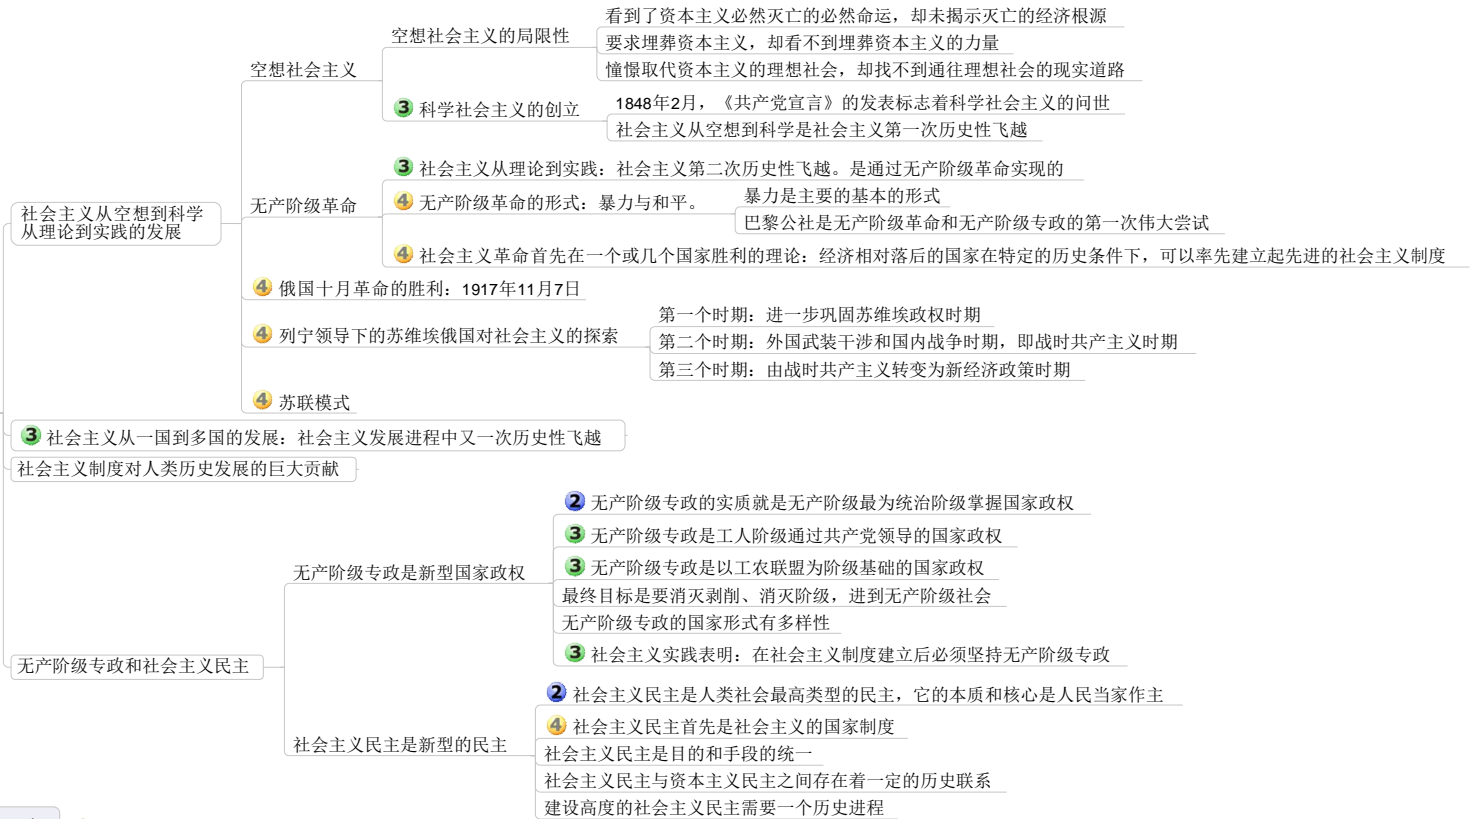 社会主义从空想到科学
从理论到实践的发展
空想社会主义
空想社会主义的局限性
看到了资本主义必然灭亡的必然命运，却未揭示灭亡的经济根源
要求埋葬资本主义，却看不到埋葬资本主义的力量
憧憬取代资本主义的理想社会，却找不到通往理想社会的现实道路
3 科学社会主义的创立
1848年2月，《共产党宣言》的发表标志着科学社会主义的问世
社会主义从空想到科学是社会主义第一次历史性飞越
无产阶级革命
3 社会主义从理论到实践：社会主义第二次历史性飞越。是通过无产阶级革命实现的
4 无产阶级革命的形式：暴力与和平。
暴力是主要的基本的形式
巴黎公社是无产阶级革命和无产阶级专政的第一次伟大尝试
4 社会主义革命首先在一个或几个国家胜利的理论：经济相对落后的国家在特定的历史条件下，可以率先建立起先进的社会主义制度
4 俄国十月革命的胜利：1917年11月7日
4 列宁领导下的苏维埃俄国对社会主义的探索
第一个时期：进一步巩固苏维埃政权时期
第二个时期：外国武装干涉和国内战争时期，即战时共产主义时期
第三个时期：由战时共产主义转变为新经济政策时期
4 苏联模式
3 社会主义从一国到多国的发展：社会主义发展进程中又一次历史性飞越
社会主义制度对人类历史发展的巨大贡献
无产阶级专政和社会主义民主
无产阶级专政是新型国家政权
2 无产阶级专政的实质就是无产阶级最为统治阶级掌握国家政权
3 无产阶级专政是工人阶级通过共产党领导的国家政权
3 无产阶级专政是以工农联盟为阶级基础的国家政权
最终目标是要消灭剥削、消灭阶级，进到无产阶级社会
无产阶级专政的国家形式有多样性
3 社会主义实践表明：在社会主义制度建立后必须坚持无产阶级专政
社会主义民主是新型的民主
2 社会主义民主是人类社会最高类型的民主，它的本质和核心是人民当家作主
4 社会主义民主首先是社会主义的国家制度
社会主义民主是目的和手段的统一
社会主义民主与资本主义民主之间存在着一定的历史联系
建设高度的社会主义民主需要一个历史进程